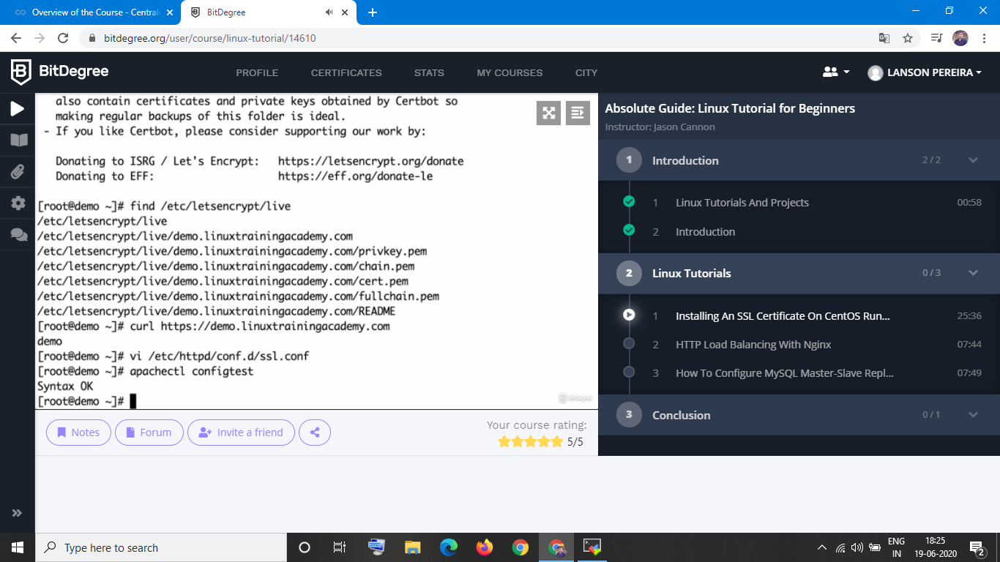 Overview of the Course - Central
BitDegree
bitdegree.org/user/course/linux-tutorial/14610
BitDegree
PROFILE
CERTIFICATES
STATS
MY COURSES
CITY
LANSON PEREIRA
also contain certificates and private keys obtained by Certbot so
making regular backups of this folder is ideal.
- If you like Certbot, please consider supporting our work by:
Donating to ISRG / Let's Encrypt: https://letsencrypt.org/donate
Donating to EFF: https://eff.org/donate-le
[root@demo ~]# find /etc/letsencrypt/live
/etc/letsencrypt/live
/etc/letsencrypt/live/demo.linuxtrainingacademy.com
/etc/letsencrypt/live/demo.linuxtrainingacademy.com/privkey.pem
/etc/letsencrypt/live/demo.linuxtrainingacademy.com/chain.pem
/etc/letsencrypt/live/demo.linuxtrainingacademy.com/cert.pem
/etc/letsencrypt/live/demo.linuxtrainingacademy.com/fullchain.pem
/etc/letsencrypt/live/demo.linuxtrainingacademy.com/README
[root@demo ~]# curl https://demo.linuxtrainingacademy.com
demo
[root@demo ~]# vi /etc/httpd/conf.d/ssl.conf
[root@demo ~]# apachectl configtest
Syntax OK
[root@demo ~]#
BitDegree
Notes
Forum
Invite a friend
Your course rating:
5/5
Absolute Guide: Linux Tutorial for Beginners
Instructor: Jason Cannon
1 Introduction 2 / 2
1 Linux Tutorials And Projects 00:58
2 Introduction
2 Linux Tutorials 0 / 3
1 Installing An SSL Certificate On CentOS Run... 25:36
2 HTTP Load Balancing With Nginx 07:44
3 How To Configure MySQL Master-Slave Repl... 07:49
3 Conclusion 0 / 1
Type here to search
ENG
IN
18:25
19-06-2020
2